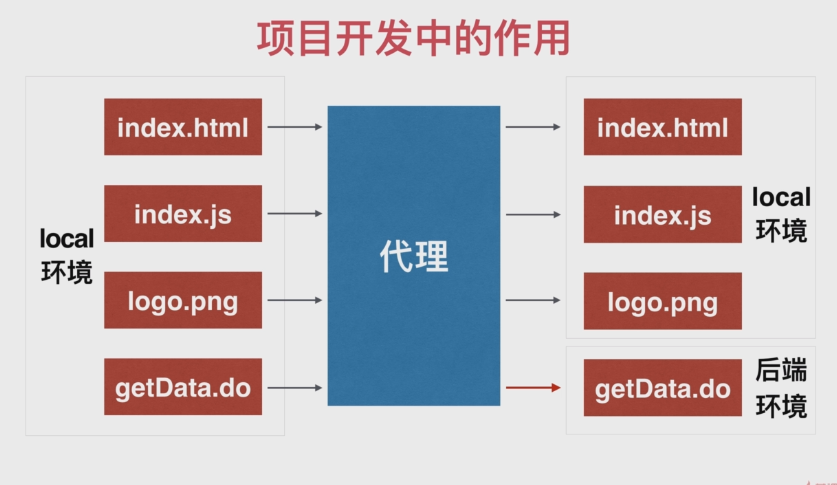 项目开发中的作用
index.html
index.js
logo.png
getData.do
local
环境
代理
index.html
index.js
logo.png
local
环境
getData.do
后端
环境